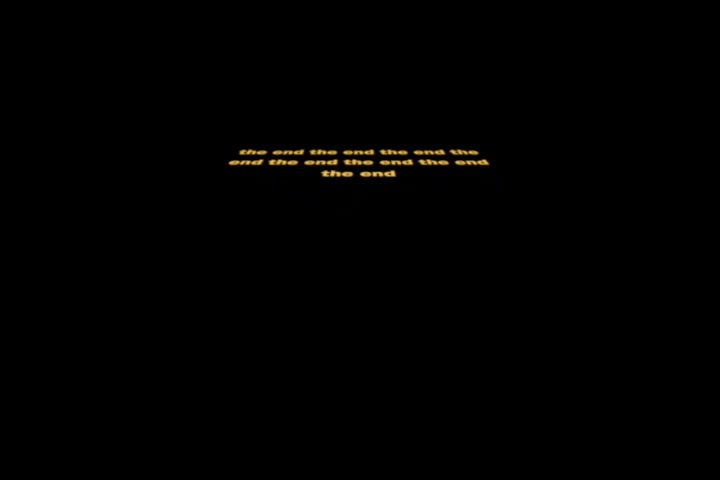 the end the end the end the
end the end the end the end
the end